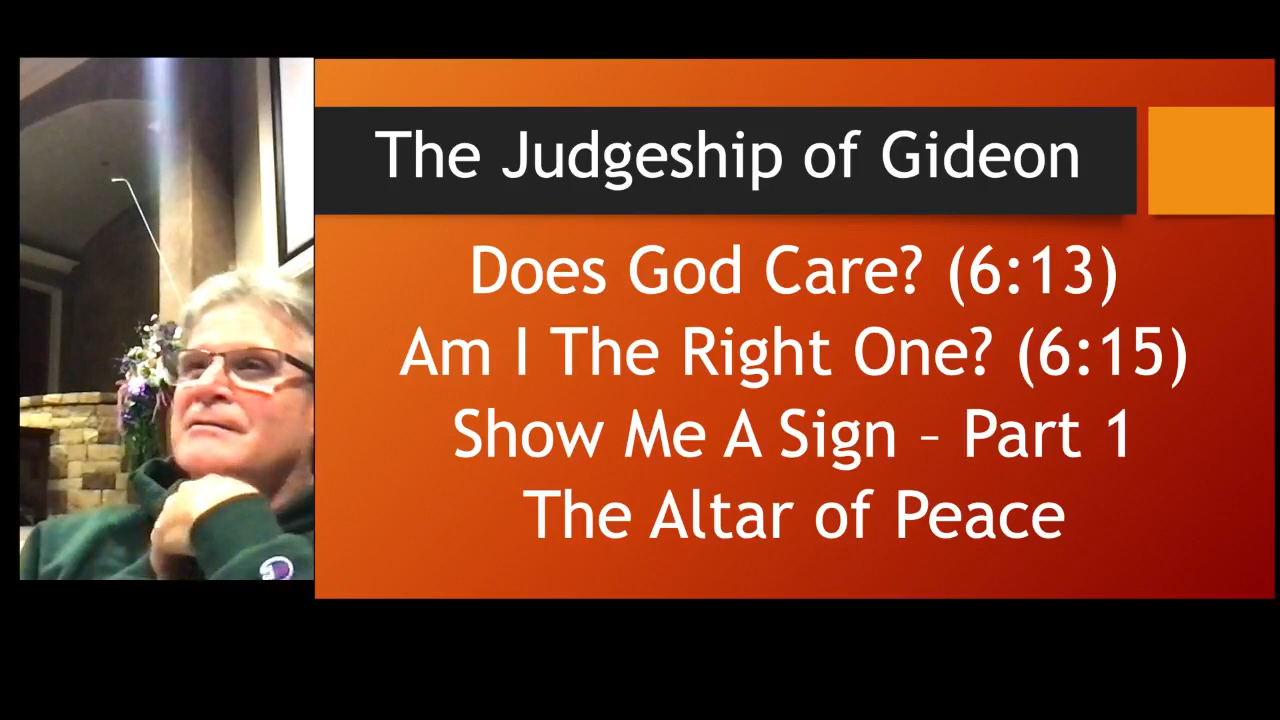 The Judgeship of Gideon
Does God Care? (6:13)
Am I The Right One? (6:15)
Show Me A Sign – Part 1
The Altar of Peace